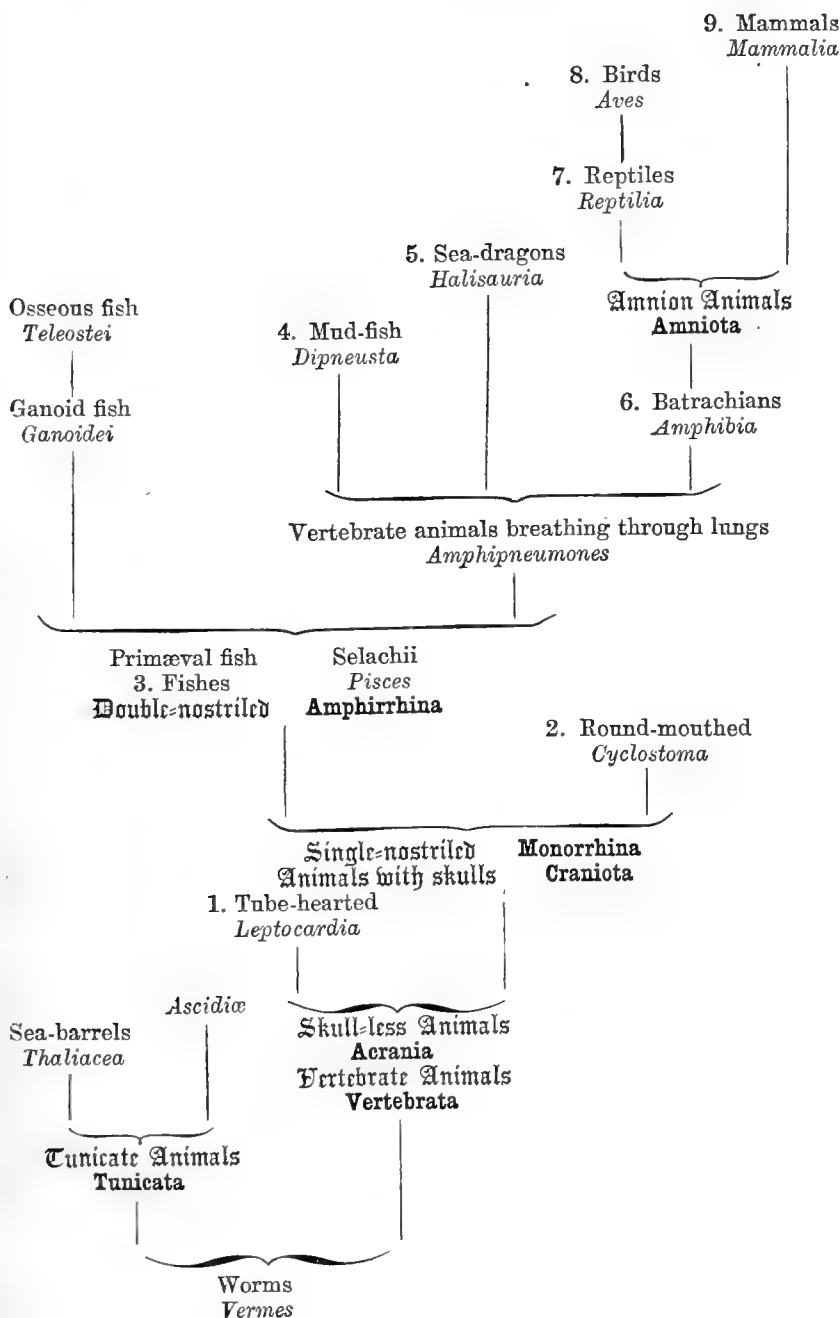 9. Mammals
Mammalia
8. Birds
Aves
7. Reptiles
Reptilia
5. Sea-dragons
Halisauria
Amnion Animals
Amniota
Osseous fish
Teleostei
4. Mud-fish
Dipneusta
Ganoid fish
Ganoidei
6. Batrachians
Amphibia
Vertebrate animals breathing through lungs
Amphipneumones
Primæval fish Selachii
3. Fishes Pisces
Double-nostriled Amphirrhina
2. Round-mouthed
Cyclostoma
Single-nostriled Monorrhina
Animals with skulls Craniota
1. Tube-hearted
Leptocardia
Ascidiæ
Sea-barrels
Thaliacea
Skull-less Animals
Acrania
Vertebrate Animals
Vertebrata
Tunicate Animals
Tunicata
Worms
Vermes